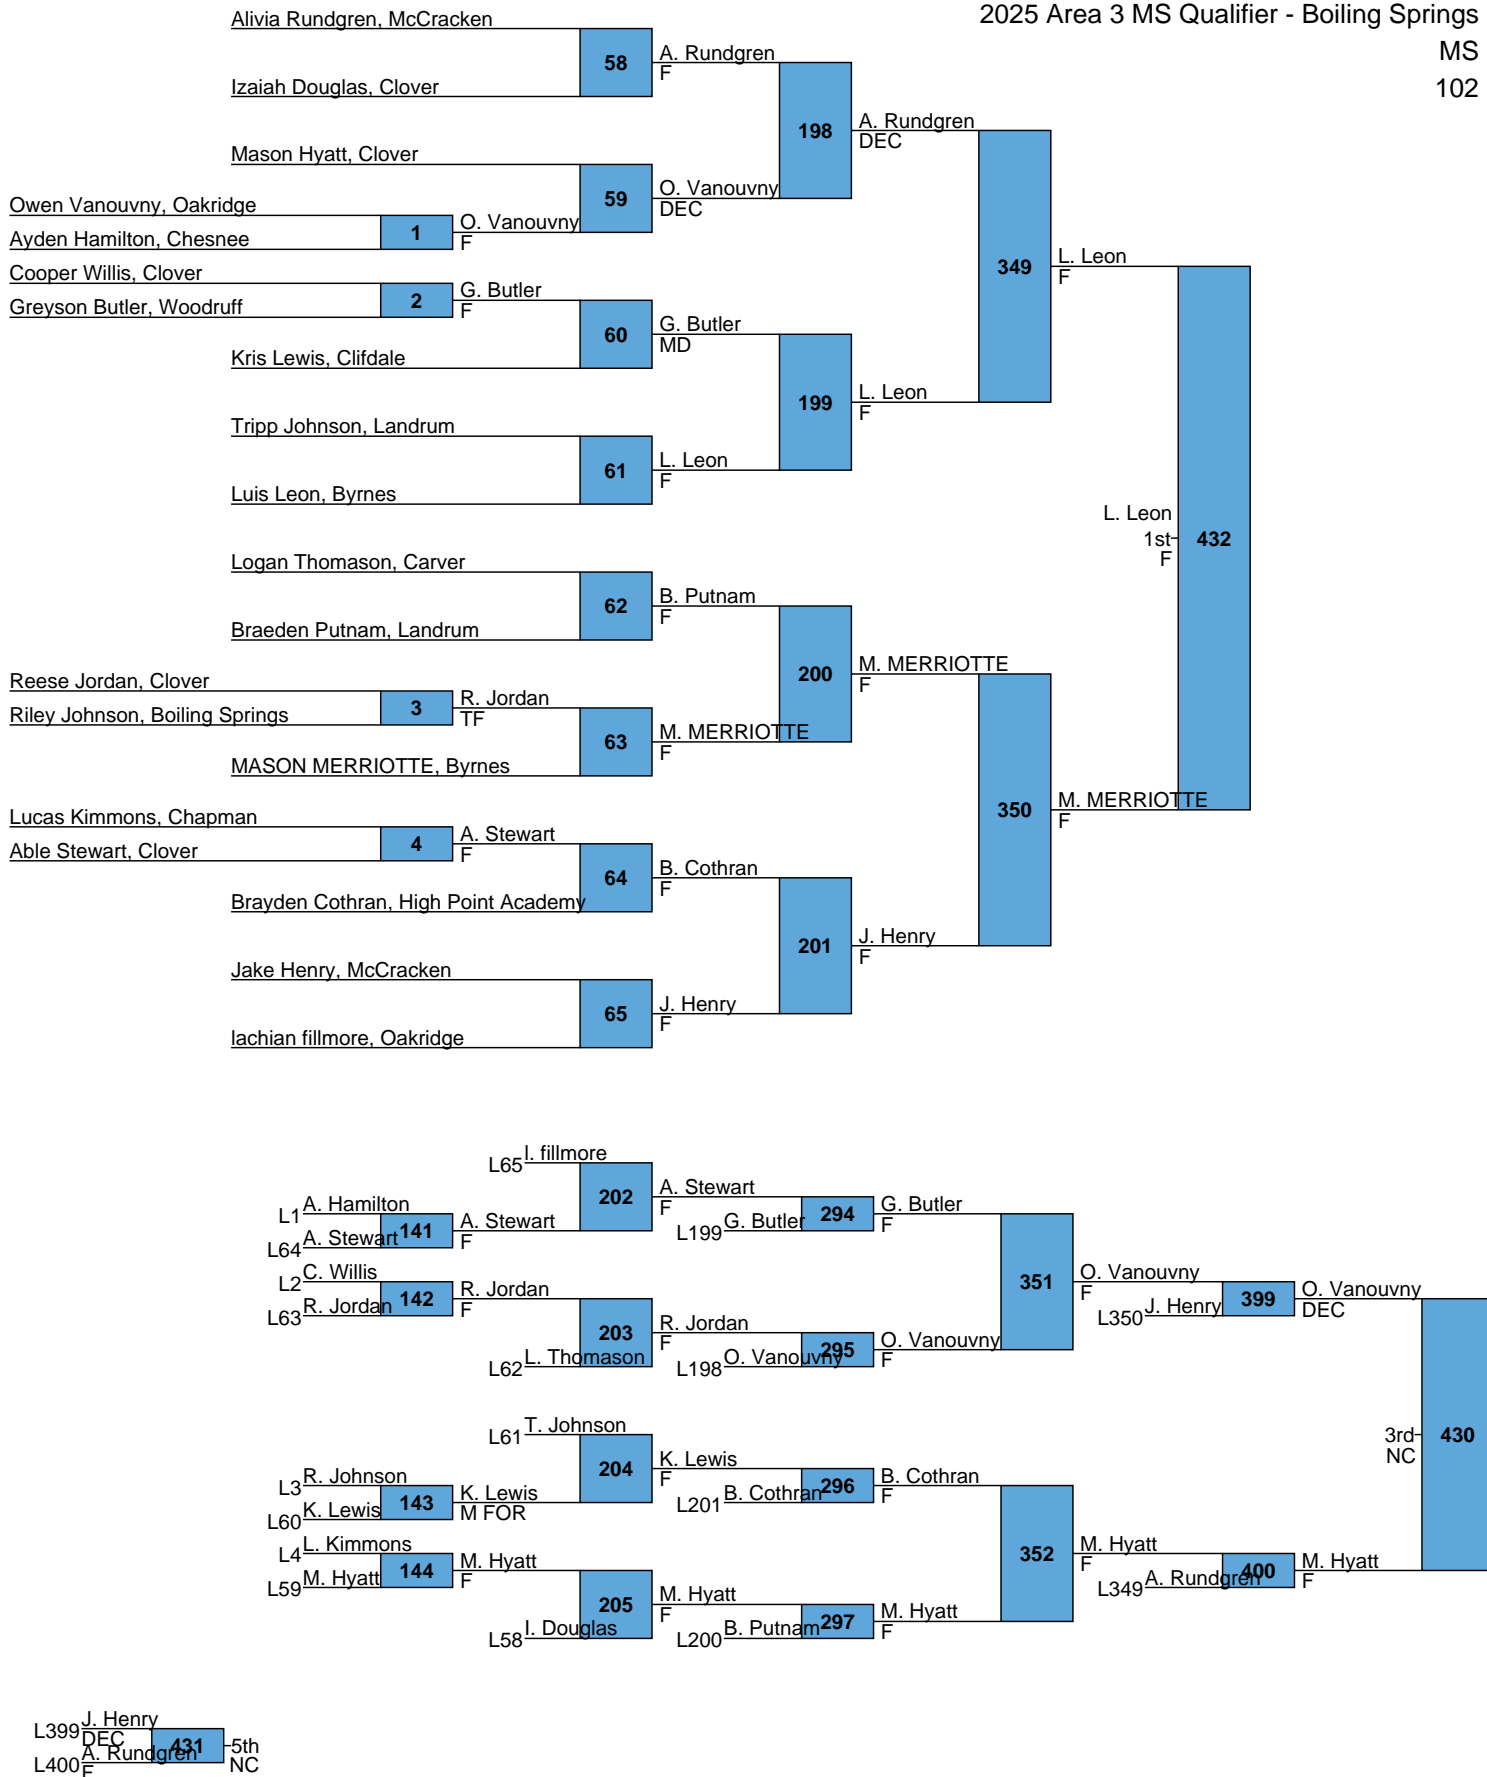 2025 Area 3 MS Qualifier - Boiling Springs
MS
102
Alivia Rundgren, McCracken
58
A. Rundgren
F
Izaiah Douglas, Clover
198
A. Rundgren
DEC
Mason Hyatt, Clover
59
O. Vanouvny
DEC
Owen Vanouvny, Oakridge
1
O. Vanouvny
F
Ayden Hamilton, Chesnee
349
L. Leon
F
Cooper Willis, Clover
2
G. Butler
F
Greyson Butler, Woodruff
60
G. Butler
MD
Kris Lewis, Clifdale
199
L. Leon
F
Tripp Johnson, Landrum
61
L. Leon
F
Luis Leon, Byrnes
L. Leon
1st
F
432
Logan Thomason, Carver
62
B. Putnam
F
Braeden Putnam, Landrum
200
M. MERRIOTTE
F
Reese Jordan, Clover
3
R. Jordan
TF
Riley Johnson, Boiling Springs
63
M. MERRIOTTE
F
MASON MERRIOTTE, Byrnes
350
M. MERRIOTTE
F
Lucas Kimmons, Chapman
4
A. Stewart
F
Able Stewart, Clover
64
B. Cothran
F
Brayden Cothran, High Point Academy
201
J. Henry
F
Jake Henry, McCracken
65
J. Henry
F
lachian fillmore, Oakridge
L65
l. fillmore
202
A. Stewart
F
L1
A. Hamilton
141
A. Stewart
F
L64
A. Stewart
L199
G. Butler
294
G. Butler
F
L2
C. Willis
142
R. Jordan
F
L63
R. Jordan
351
O. Vanouvny
F
L350
J. Henry
399
O. Vanouvny
DEC
203
R. Jordan
F
L62
L. Thomason
L198
O. Vanouvny
295
O. Vanouvny
F
L61
T. Johnson
204
K. Lewis
F
3rd
NC
430
L3
R. Johnson
143
K. Lewis
M FOR
L60
K. Lewis
L201
B. Cothran
296
B. Cothran
F
L4
L. Kimmons
144
M. Hyatt
F
L59
M. Hyatt
352
M. Hyatt
F
L349
A. Rundgren
400
M. Hyatt
F
205
M. Hyatt
F
L58
I. Douglas
L200
B. Putnam
297
M. Hyatt
F
L399
J. Henry
DEC
431
5th
NC
L400
A. Rundgren
F